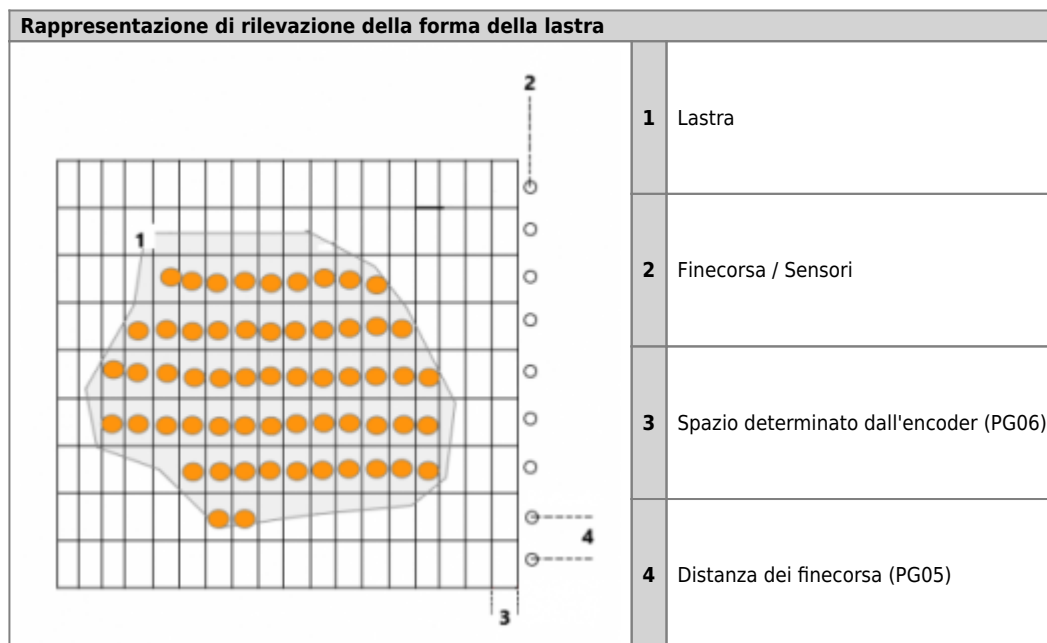 Rappresentazione di rilevazione della forma della lastra
2
1
4
3
1 Lastra
2 Finecorsa / Sensori
3 Spazio determinato dall'encoder (PG06)
4 Distanza dei finecorsa (PG05)